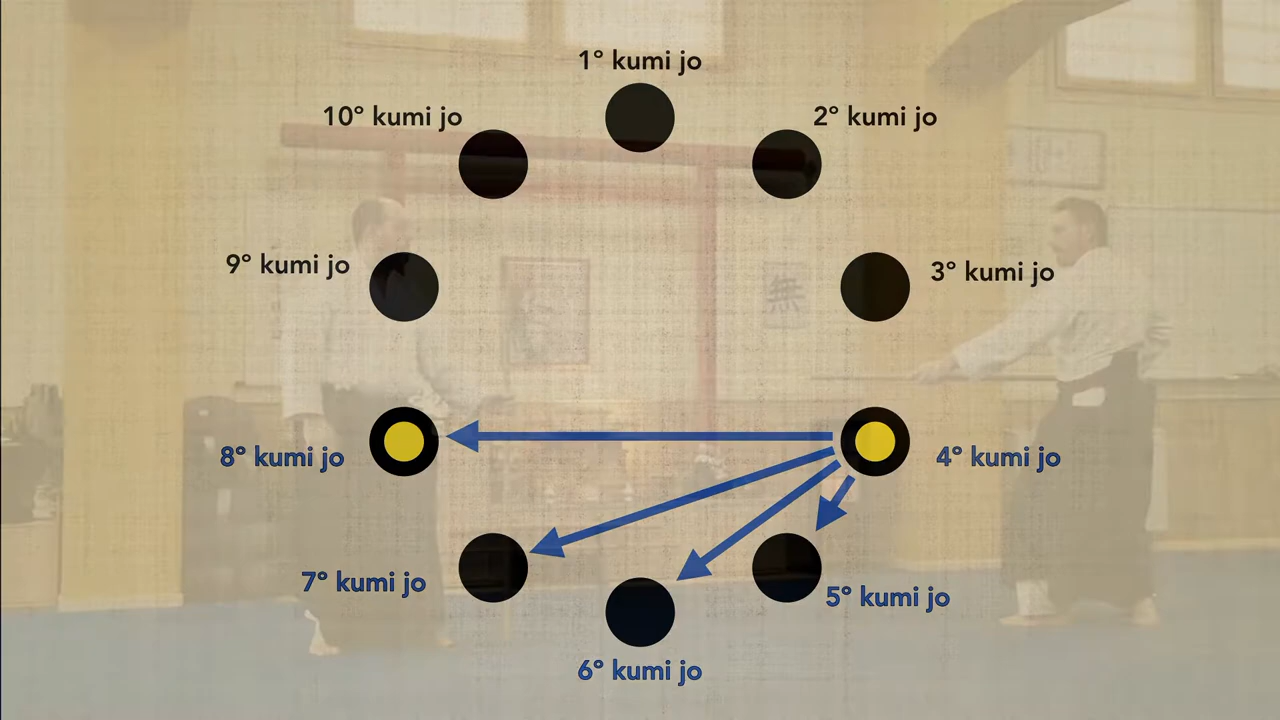 1° kumi jo
10° kumi jo
2° kumi jo
9° kumi jo
3° kumi jo
無
8° kumi jo
4° kumi jo
7° kumi jo
5° kumi jo
6° kumi jo